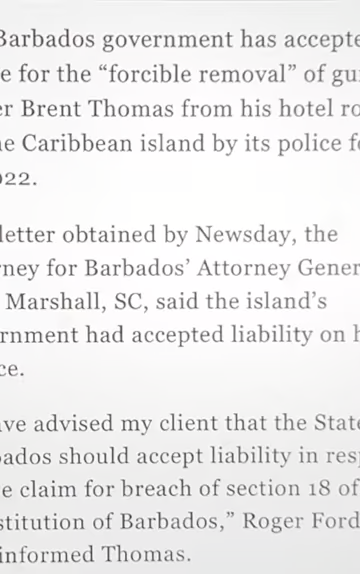 Barbados government has accepte
e for the “forcible removal” of gu
er Brent Thomas from his hotel ro
e Caribbean island by its police f
022.
letter obtained by Newsday, the
rney for Barbados’ Attorney Gener
Marshall, SC, said the island’s
rnment had accepted liability on h
ce.
ave advised my client that the State
bados should accept liability in res
e claim for breach of section 18 of
stitution of Barbados,” Roger Ford
informed Thomas.